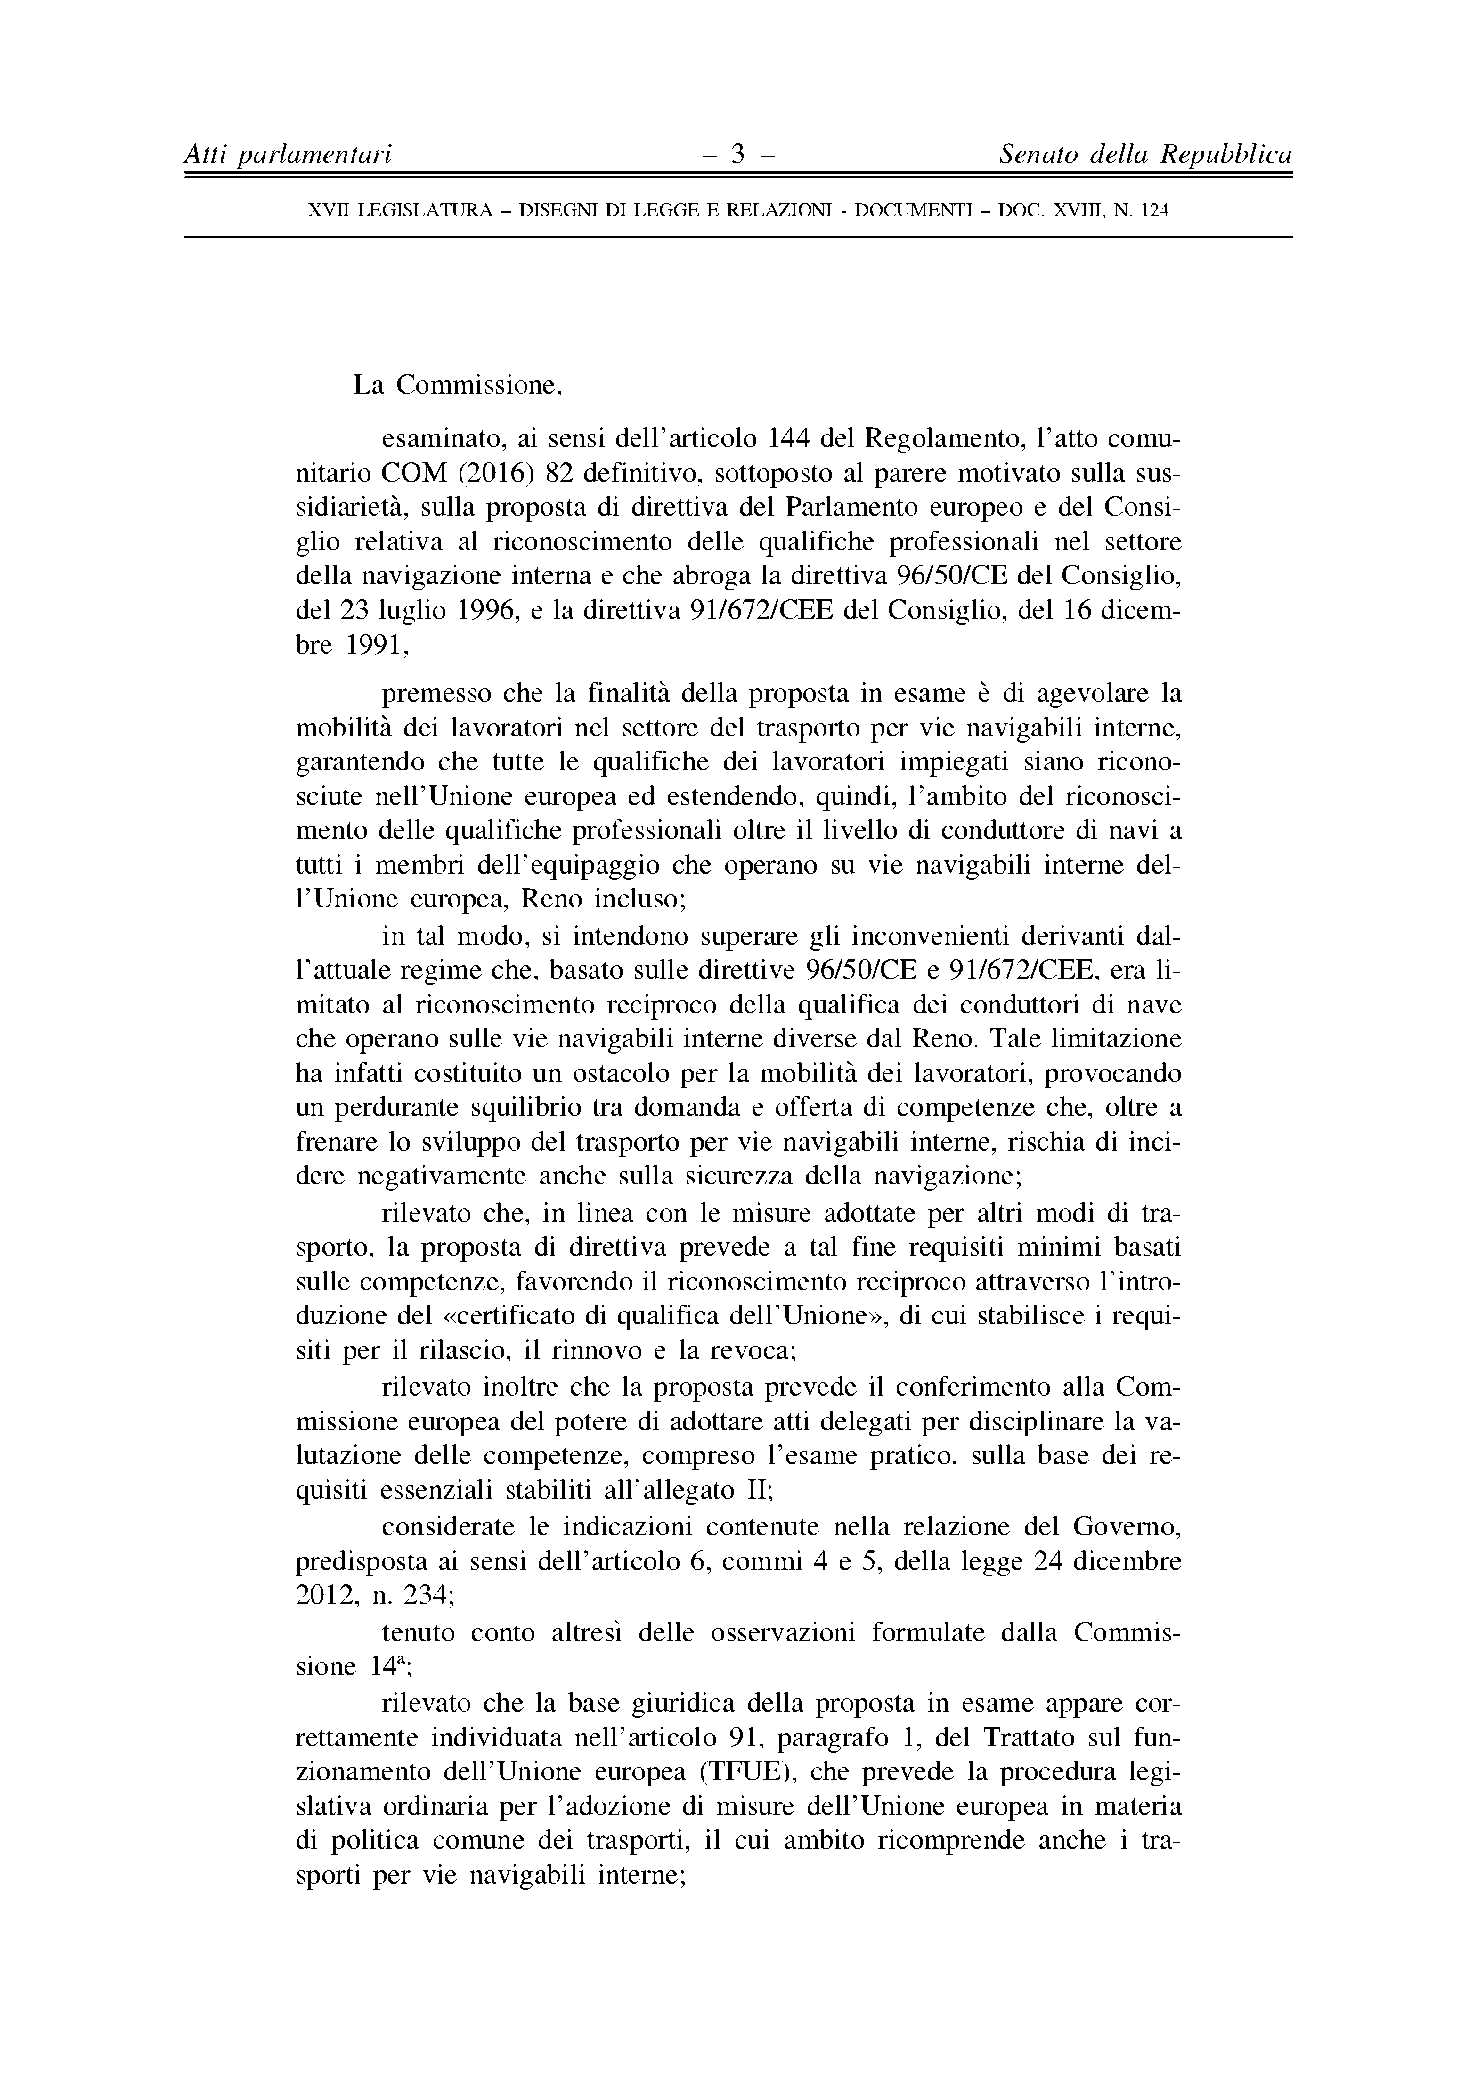 Atti parlamentari – 3 – Senato della Repubblica
XVII LEGISLATURA – DISEGNI DI LEGGE E RELAZIONI - DOCUMENTI – DOC. XVIII, N. 124
La Commissione,
esaminato, ai sensi dell'articolo 144 del Regolamento, l'atto comu-
nitario COM (2016) 82 definitivo, sottoposto al parere motivato sulla sus-
sidiarietà, sulla proposta di direttiva del Parlamento europeo e del Consi-
glio relativa al riconoscimento delle qualifiche professionali nel settore
della navigazione interna e che abroga la direttiva 96/50/CE del Consiglio,
del 23 luglio 1996, e la direttiva 91/672/CEE del Consiglio, del 16 dicem-
bre 1991,
premesso che la finalità della proposta in esame è di agevolare la
mobilità dei lavoratori nel settore del trasporto per vie navigabili interne,
garantendo che tutte le qualifiche dei lavoratori impiegati siano ricono-
sciute nell'Unione europea ed estendendo, quindi, l'ambito del riconosci-
mento delle qualifiche professionali oltre il livello di conduttore di navi a
tutti i membri dell'equipaggio che operano su vie navigabili interne del-
l'Unione europea, Reno incluso;
in tal modo, si intendono superare gli inconvenienti derivanti dal-
l'attuale regime che, basato sulle direttive 96/50/CE e 91/672/CEE, era li-
mitato al riconoscimento reciproco della qualifica dei conduttori di nave
che operano sulle vie navigabili interne diverse dal Reno. Tale limitazione
ha infatti costituito un ostacolo per la mobilità dei lavoratori, provocando
un perdurante squilibrio tra domanda e offerta di competenze che, oltre a
frenare lo sviluppo del trasporto per vie navigabili interne, rischia di inci-
dere negativamente anche sulla sicurezza della navigazione;
rilevato che, in linea con le misure adottate per altri modi di tra-
sporto, la proposta di direttiva prevede a tal fine requisiti minimi basati
sulle competenze, favorendo il riconoscimento reciproco attraverso l'intro-
duzione del «certificato di qualifica dell'Unione», di cui stabilisce i requi-
siti per il rilascio, il rinnovo e la revoca;
rilevato inoltre che la proposta prevede il conferimento alla Com-
missione europea del potere di adottare atti delegati per disciplinare la va-
lutazione delle competenze, compreso l'esame pratico, sulla base dei re-
quisiti essenziali stabiliti all'allegato II;
considerate le indicazioni contenute nella relazione del Governo,
predisposta ai sensi dell'articolo 6, commi 4 e 5, della legge 24 dicembre
2012, n. 234;
tenuto conto altresì delle osservazioni formulate dalla Commis-
sione 14ª;
rilevato che la base giuridica della proposta in esame appare cor-
rettamente individuata nell'articolo 91, paragrafo 1, del Trattato sul fun-
zionamento dell'Unione europea (TFUE), che prevede la procedura legi-
slativa ordinaria per l'adozione di misure dell'Unione europea in materia
di politica comune dei trasporti, il cui ambito ricomprende anche i tra-
sporti per vie navigabili interne;